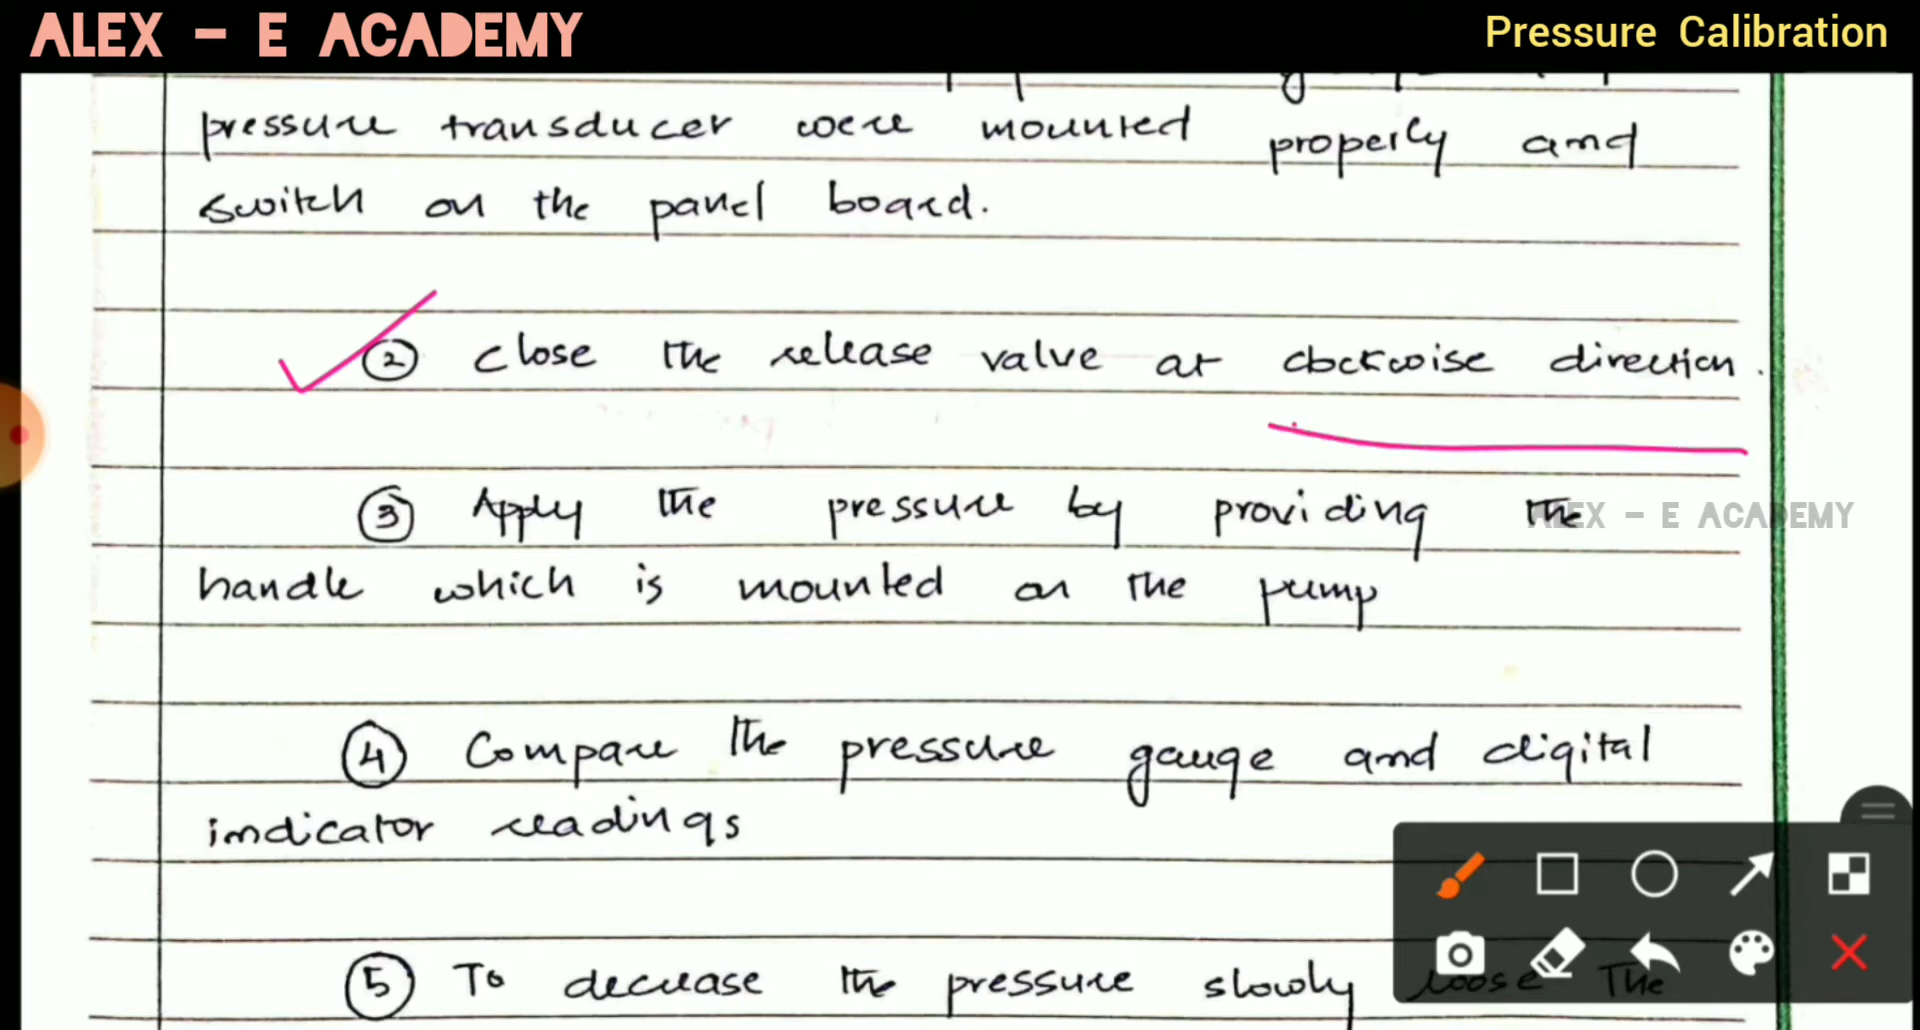 ALEX - E ACADEMY
Pressure Calibration
pressure transducer were mounted properly and
switch on the panel board.
② close the release valve at clockwise direction.
③ Apply the pressure by providing the
ALEX - E ACADEMY
handle which is mounted on the pump
④ Compare the pressure gauge and digital
indicator readings
⑤ To decrease the pressure slowly loose The